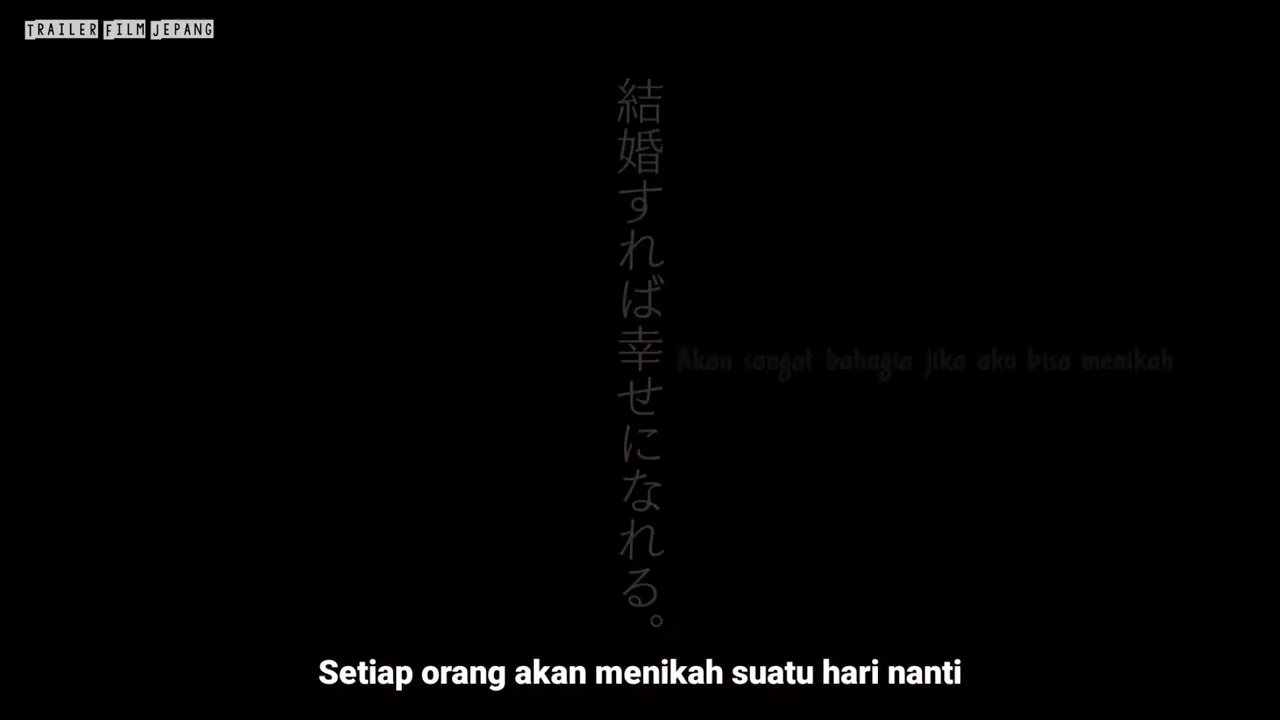 TRAILER FILM JEPANG
結婚すれば幸せになれる。
Akan sangat bahagia jika aku bisa menikah
Setiap orang akan menikah suatu hari nanti